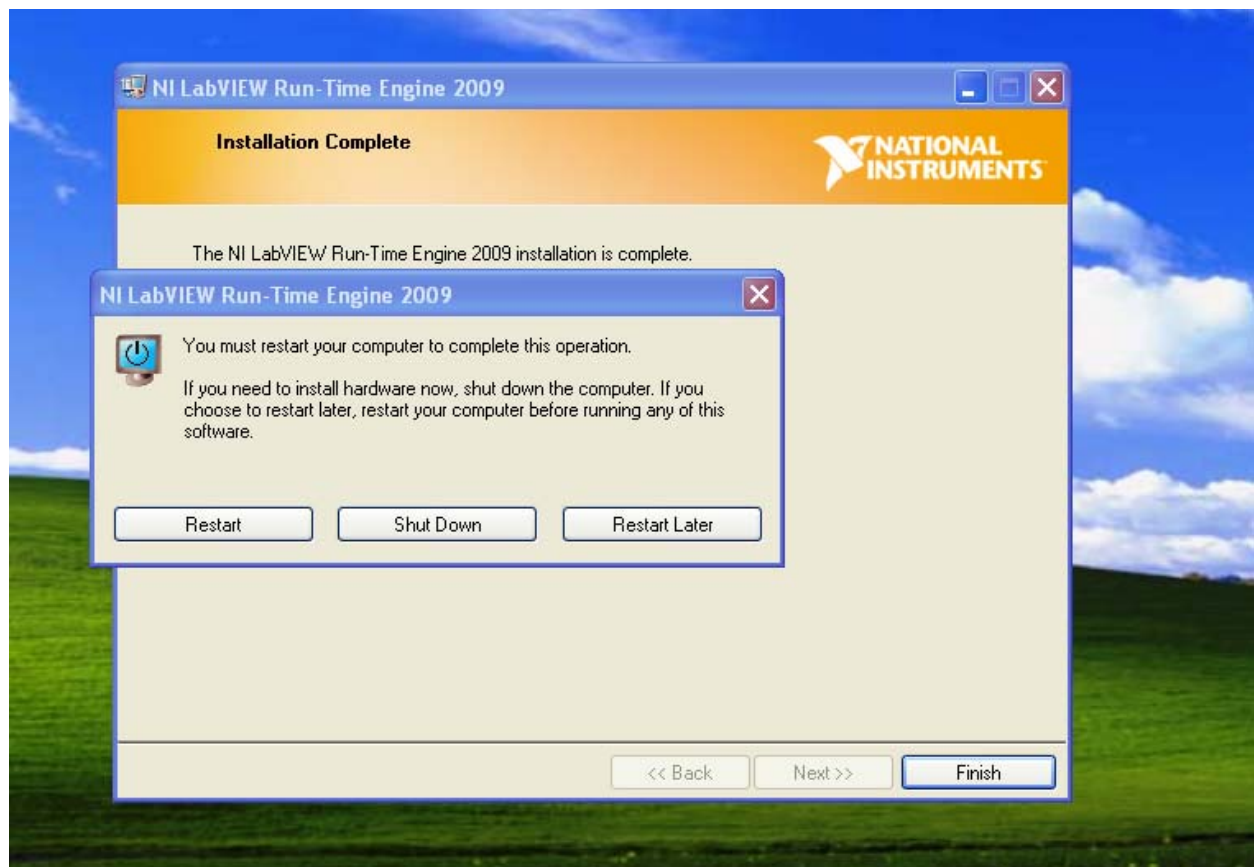 NI LabVIEW Run-Time Engine 2009
Installation Complete
NATIONAL
INSTRUMENTS
The NI LabVIEW Run-Time Engine 2009 installation is complete.
NI LabVIEW Run-Time Engine 2009
You must restart your computer to complete this operation.
If you need to install hardware now, shut down the computer. If you
choose to restart later, restart your computer before running any of this
software.
Restart
Shut Down
Restart Later
<< Back
Next >>
Finish